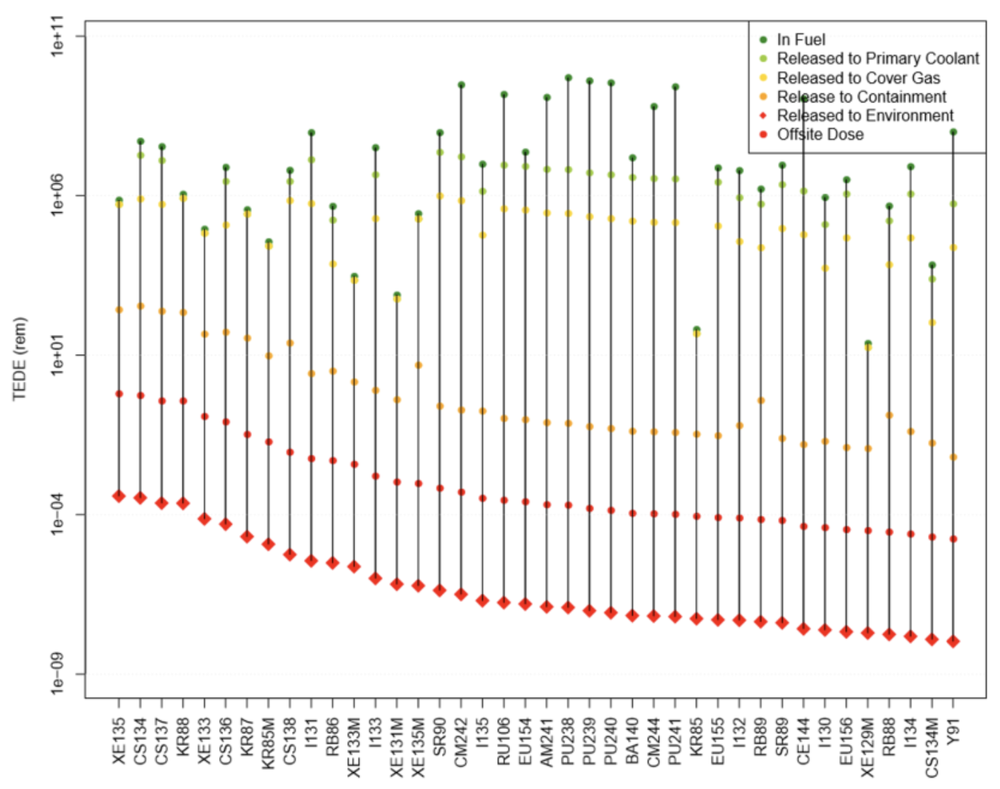 1e+11
1e+06
1e+01
1e−04
1e−09
TEDE (rem)
In Fuel
Released to Primary Coolant
Released to Cover Gas
Release to Containment
Released to Environment
Offsite Dose
XE135
CS134
CS137
KR88
XE133
CS136
KR87
KR85M
CS138
I131
RB86
XE133M
I133
XE131M
XE135M
SR90
CM242
I135
RU106
EU154
AM241
PU238
PU239
PU240
BA140
CM244
PU241
KR85
EU155
I132
RB89
SR89
CE144
I130
EU156
XE129M
RB88
I134
CS134M
Y91